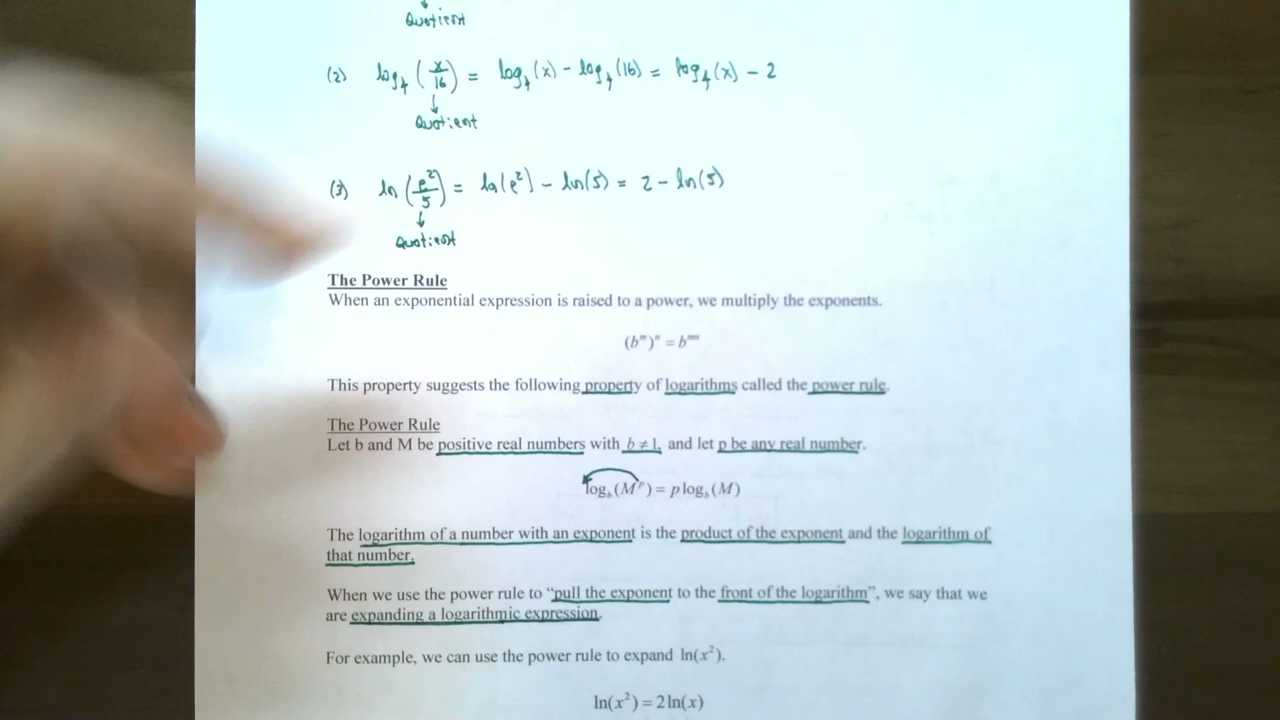 Quotient
(2) log₄(x/16) = log₄(x) - log₄(16) = log₄(x) - 2
Quotient
(3) ln(e²/5) = ln(e²) - ln(5) = 2 - ln(5)
Quotient
The Power Rule
When an exponential expression is raised to a power, we multiply the exponents.
(bᵐ)ⁿ = bᵐⁿ
This property suggests the following property of logarithms called the power rule.
The Power Rule
Let b and M be positive real numbers with b ≠ 1, and let p be any real number.
log_b(Mᵖ) = p log_b(M)
The logarithm of a number with an exponent is the product of the exponent and the logarithm of
that number.
When we use the power rule to “pull the exponent to the front of the logarithm”, we say that we
are expanding a logarithmic expression.
For example, we can use the power rule to expand ln(x²).
ln(x²) = 2ln(x)